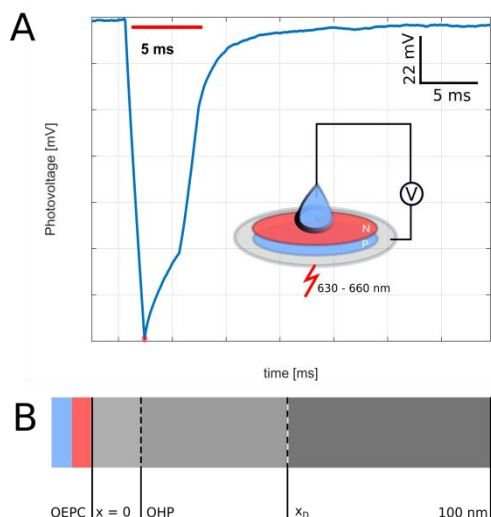 A
5 ms
22 mV
5 ms
Photovoltage [mV]
V
N
P
630 - 660 nm
time [ms]
B
OEPC x = 0 OHP x_D 100 nm